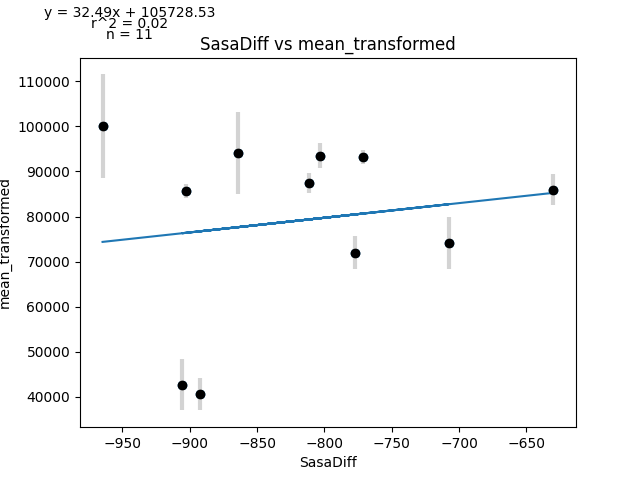 y = 32.49x + 105728.53
r^2 = 0.02
n = 11
SasaDiff vs mean_transformed
110000
100000
90000
80000
70000
60000
50000
40000
mean_transformed
−950
−900
−850
−800
−750
−700
−650
SasaDiff